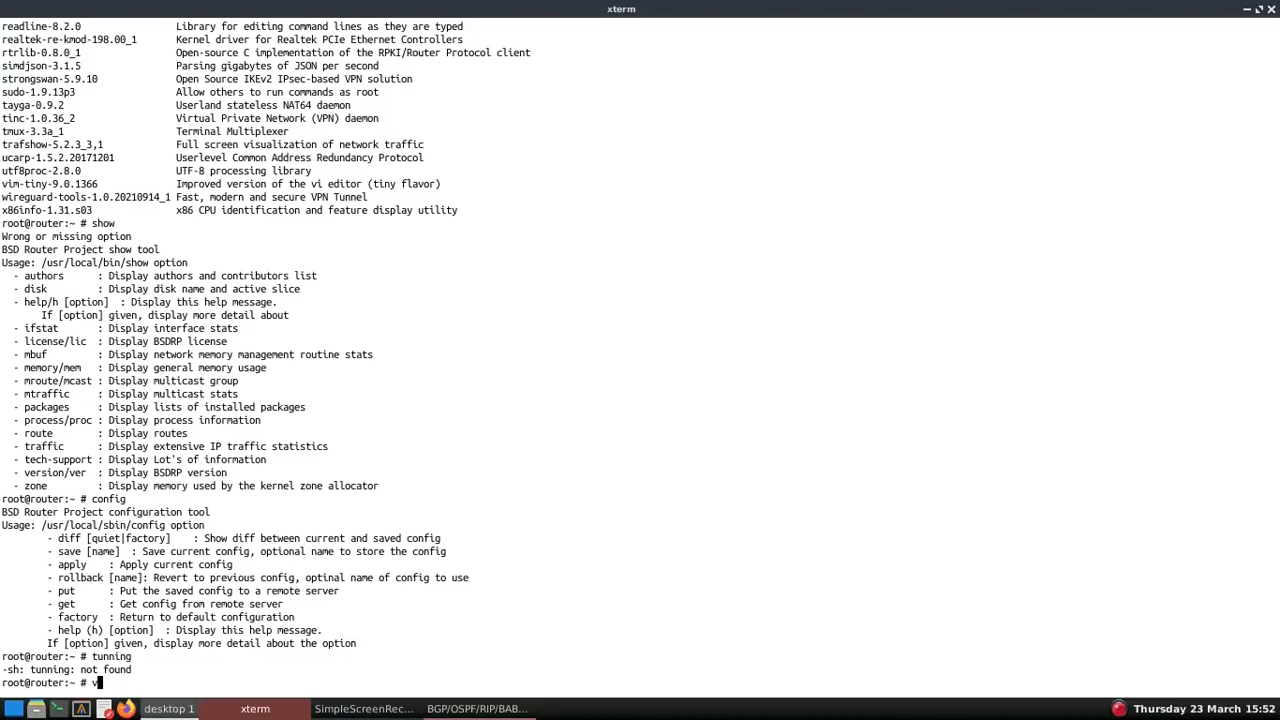 xterm
readline-8.2.0 Library for editing command lines as they are typed
realtek-re-kmod-198.00_1 Kernel driver for Realtek PCIe Ethernet Controllers
rtrlib-0.8.0_1 Open-source C implementation of the RPKI/Router Protocol client
simdjson-3.1.5 Parsing gigabytes of JSON per second
strongswan-5.9.10 Open Source IKEv2 IPsec-based VPN solution
sudo-1.9.13p3 Allow others to run commands as root
tayga-0.9.2 Userland stateless NAT64 daemon
tinc-1.0.36_2 Virtual Private Network (VPN) daemon
tmux-3.3a_1 Terminal Multiplexer
trafshow-5.2.3_3,1 Full screen visualization of network traffic
ucarp-1.5.2.20171201 Userlevel Common Address Redundancy Protocol
utf8proc-2.8.0 UTF-8 processing library
vim-tiny-9.0.1366 Improved version of the vi editor (tiny flavor)
wireguard-tools-1.0.20210914_1 Fast, modern and secure VPN Tunnel
x86info-1.31.s03 x86 CPU identification and feature display utility
root@router:~ # show
Wrong or missing option
BSD Router Project show tool
Usage: /usr/local/bin/show option
- authors : Display authors and contributors list
- disk : Display disk name and active slice
- help/h [option] : Display this help message.
If [option] given, display more detail about
- ifstat : Display interface stats
- license/lic : Display BSDRP license
- mbuf : Display network memory management routine stats
- memory/mem : Display general memory usage
- mroute/mcast : Display multicast group
- mtraffic : Display multicast stats
- packages : Display lists of installed packages
- process/proc : Display process information
- route : Display routes
- traffic : Display extensive IP traffic statistics
- tech-support : Display Lot's of information
- version/ver : Display BSDRP version
- zone : Display memory used by the kernel zone allocator
root@router:~ # config
BSD Router Project configuration tool
Usage: /usr/local/sbin/config option
- diff [quiet|factory] : Show diff between current and saved config
- save [name] : Save current config, optional name to store the config
- apply : Apply current config
- rollback [name]: Revert to previous config, optinal name of config to use
- put : Put the saved config to a remote server
- get : Get config from remote server
- factory : Return to default configuration
- help (h) [option] : Display this help message.
If [option] given, display more detail about the option
root@router:~ # tunning
-sh: tunning: not found
root@router:~ # v
desktop 1 xterm SimpleScreenRec... BGP/OSPF/RIP/BAB... Thursday 23 March 15:52